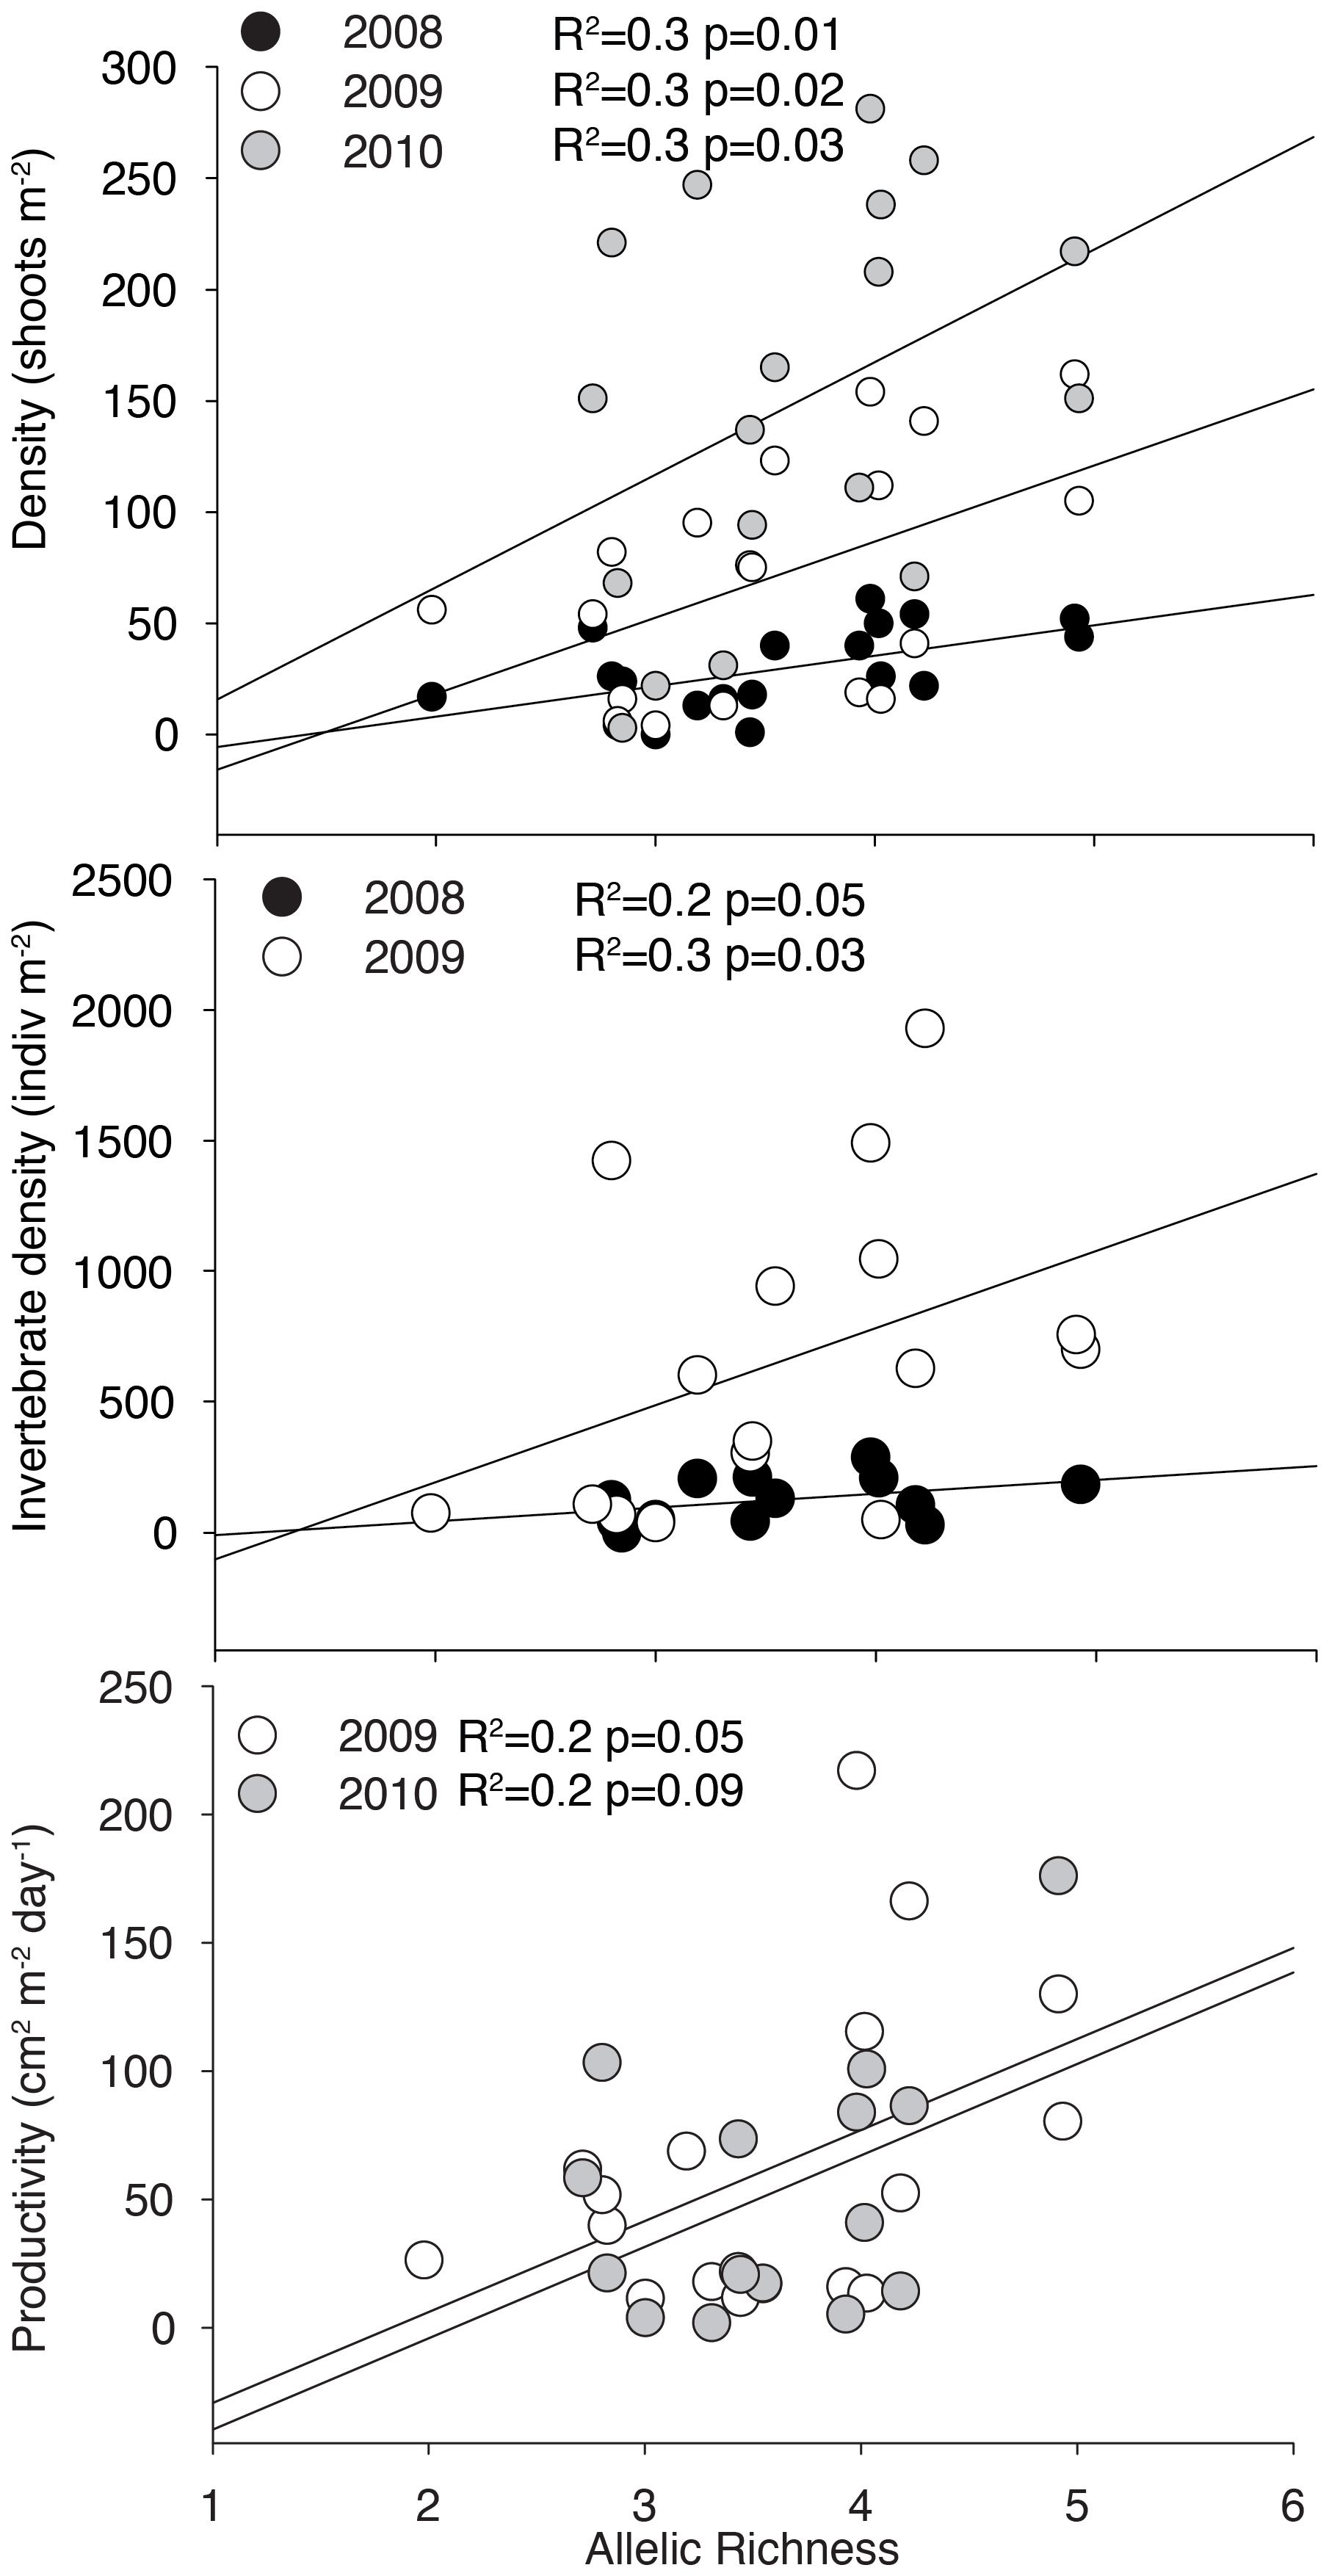 2008 R²=0.3 p=0.01
300
2009 R²=0.3 p=0.02
2010 R²=0.3 p=0.03
250
200
150
100
50
0
Density (shoots m⁻²)
2500
2008 R²=0.2 p=0.05
2009 R²=0.3 p=0.03
2000
1500
1000
500
0
Invertebrate density (indiv m⁻²)
250
2009 R²=0.2 p=0.05
2010 R²=0.2 p=0.09
200
150
100
50
0
Productivity (cm² m⁻² day⁻¹)
1 2 3 4 5 6
Allelic Richness